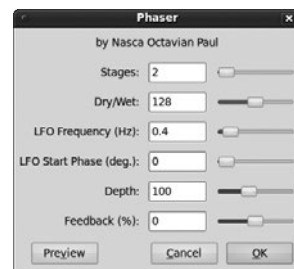 Phaser
by Nasca Octavian Paul
Stages: 2
Dry/Wet: 128
LFO Frequency (Hz): 0.4
LFO Start Phase (deg.): 0
Depth: 100
Feedback (%): 0
Preview Cancel OK